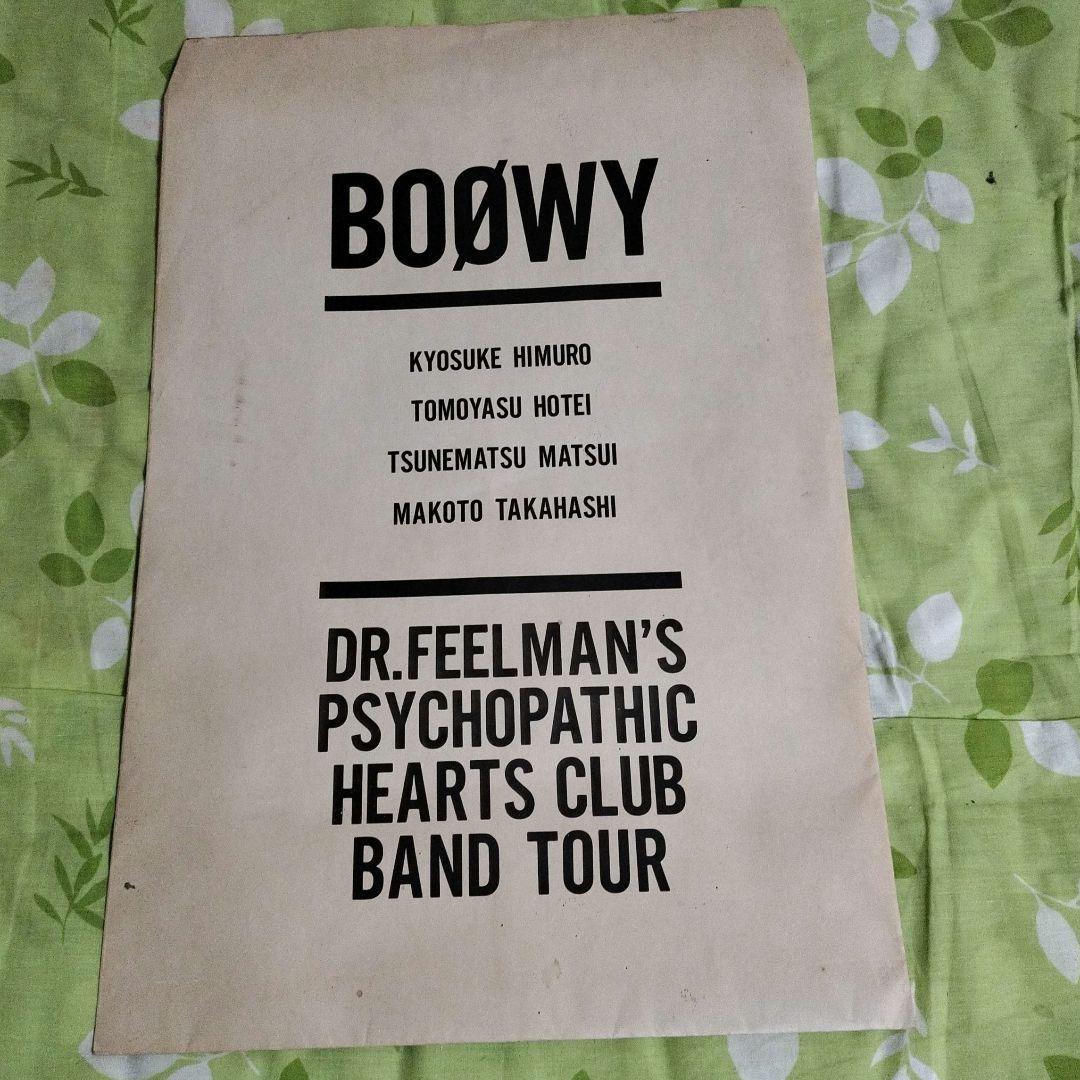 BOØWY
KYOSUKE HIMURO
TOMOYASU HOTEI
TSUNEMATSU MATSUI
MAKOTO TAKAHASHI
DR.FEELMAN'S
PSYCHOPATHIC
HEARTS CLUB
BAND TOUR